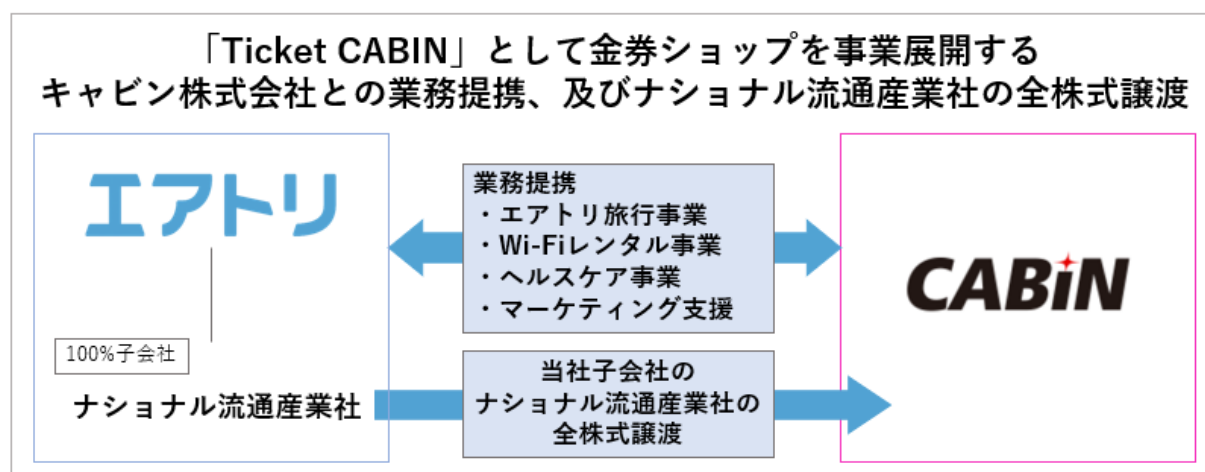 「Ticket CABIN」として金券ショップを事業展開する
キャビン株式会社との業務提携、及びナショナル流通産業社の全株式譲渡
エアトリ
100%子会社
ナショナル流通産業社
業務提携
・エアトリ旅行事業
・Wi-Fiレンタル事業
・ヘルスケア事業
・マーケティング支援
当社子会社の
ナショナル流通産業社の
全株式譲渡
CABiN